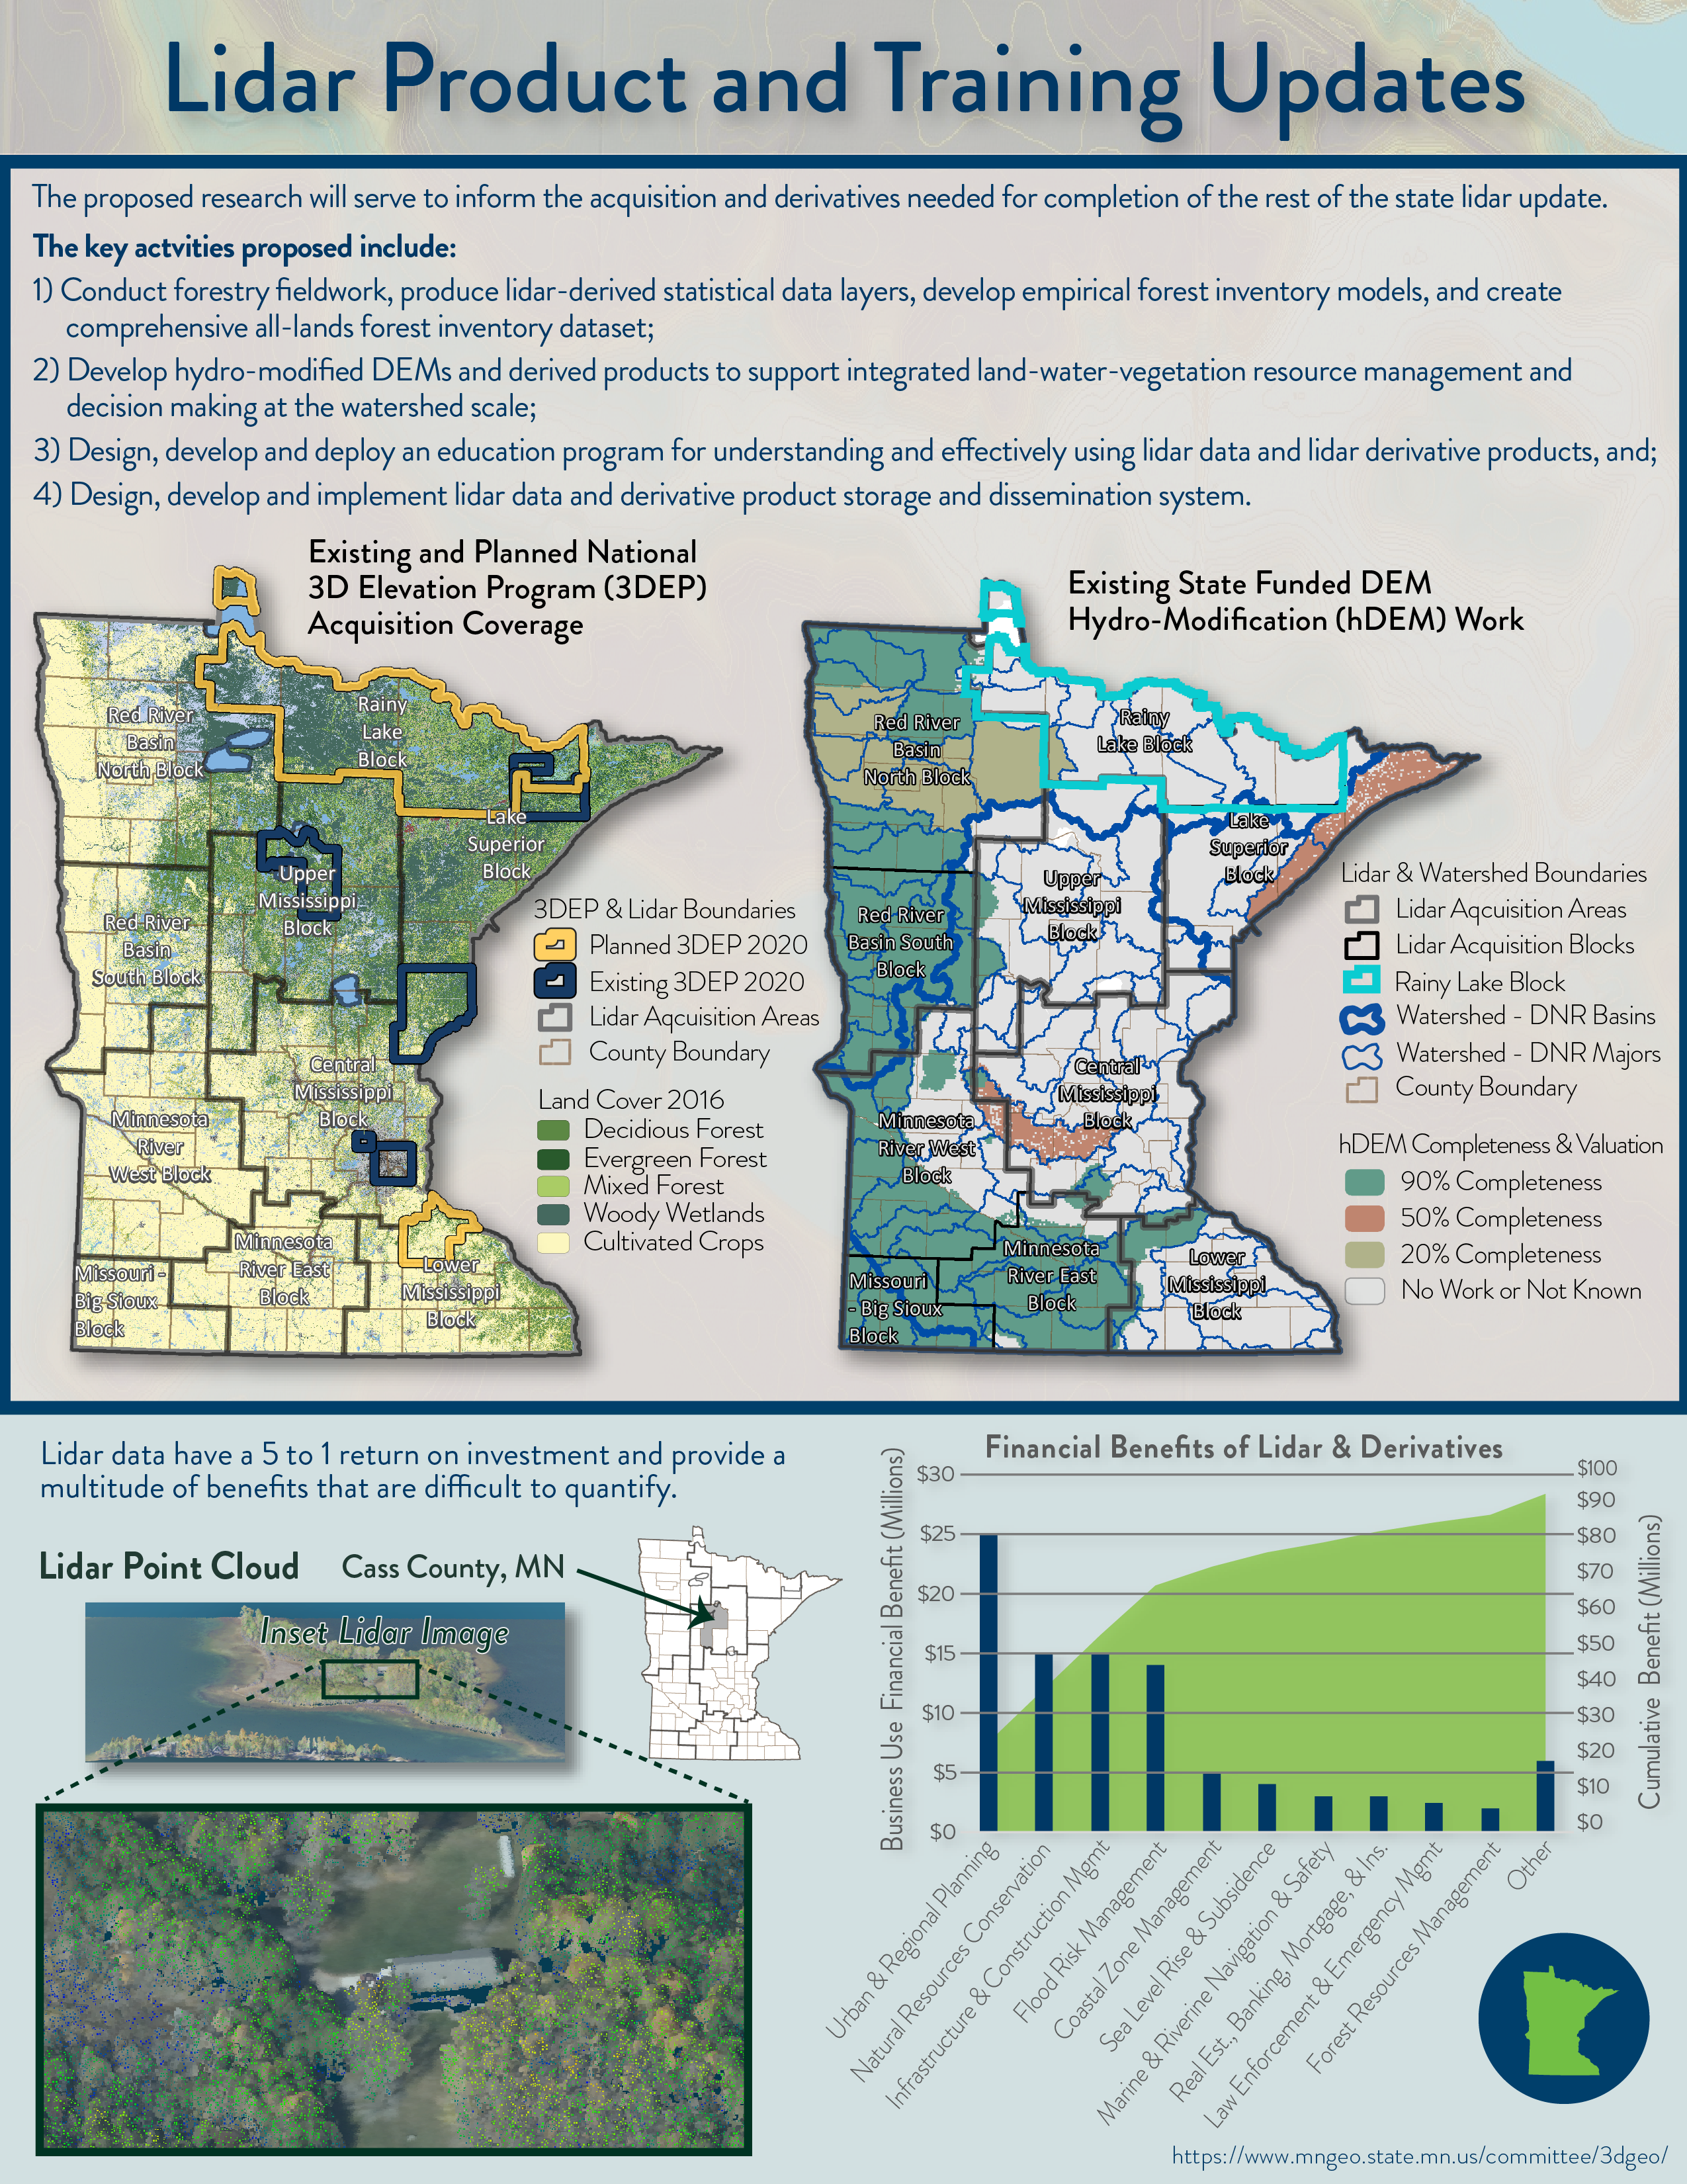 Lidar Product and Training Updates
The proposed research will serve to inform the acquisition and derivatives needed for completion of the rest of the state lidar update.
The key actvities proposed include:
1) Conduct forestry fieldwork, produce lidar-derived statistical data layers, develop empirical forest inventory models, and create
comprehensive all-lands forest inventory dataset;
2) Develop hydro-modified DEMs and derived products to support integrated land-water-vegetation resource management and
decision making at the watershed scale;
3) Design, develop and deploy an education program for understanding and effectively using lidar data and lidar derivative products, and;
4) Design, develop and implement lidar data and derivative product storage and dissemination system.
Existing and Planned National
3D Elevation Program (3DEP)
Acquisition Coverage
Red River
Basin
North Block
Rainy
Lake
Block
Lake
Superior
Block
Upper
Mississippi
Block
Red River
Basin
South Block
Central
Mississippi
Block
Minnesota
River
West Block
Minnesota
River East
Block
Missouri -
Big Sioux
Block
Lower
Mississippi
Block
3DEP & Lidar Boundaries
Planned 3DEP 2020
Existing 3DEP 2020
Lidar Aqcuisition Areas
County Boundary
Land Cover 2016
Decidious Forest
Evergreen Forest
Mixed Forest
Woody Wetlands
Cultivated Crops
Existing State Funded DEM
Hydro-Modification (hDEM) Work
Red River
Basin
North Block
Rainy
Lake Block
Lake
Superior
Block
Upper
Mississippi
Block
Red River
Basin South
Block
Central
Mississippi
Block
Minnesota
River West
Block
Minnesota
River East
Block
Missouri
- Big Sioux
Block
Lower
Mississippi
Block
Lidar & Watershed Boundaries
Lidar Aqcuisition Areas
Lidar Acquisition Blocks
Rainy Lake Block
Watershed - DNR Basins
Watershed - DNR Majors
County Boundary
hDEM Completeness & Valuation
90% Completeness
50% Completeness
20% Completeness
No Work or Not Known
Lidar data have a 5 to 1 return on investment and provide a
multitude of benefits that are difficult to quantify.
Lidar Point Cloud
Cass County, MN
Inset Lidar Image
Financial Benefits of Lidar & Derivatives
Business Use Financial Benefit (Millions)
$30
$25
$20
$15
$10
$5
$0
$100
$90
$80
$70
$60
$50
$40
$30
$20
$10
$0
Cumulative Benefit (Millions)
Urban & Regional Planning
Natural Resources Conservation
Infrastructure & Construction Mgmt
Flood Risk Management
Coastal Zone Management
Sea Level Rise & Subsidence
Marine & Riverine Navigation & Safety
Real Est., Banking, Mortgage, & Ins.
Law Enforcement & Emergency Mgmt
Forest Resources Management
Other
https://www.mngeo.state.mn.us/committee/3dgeo/